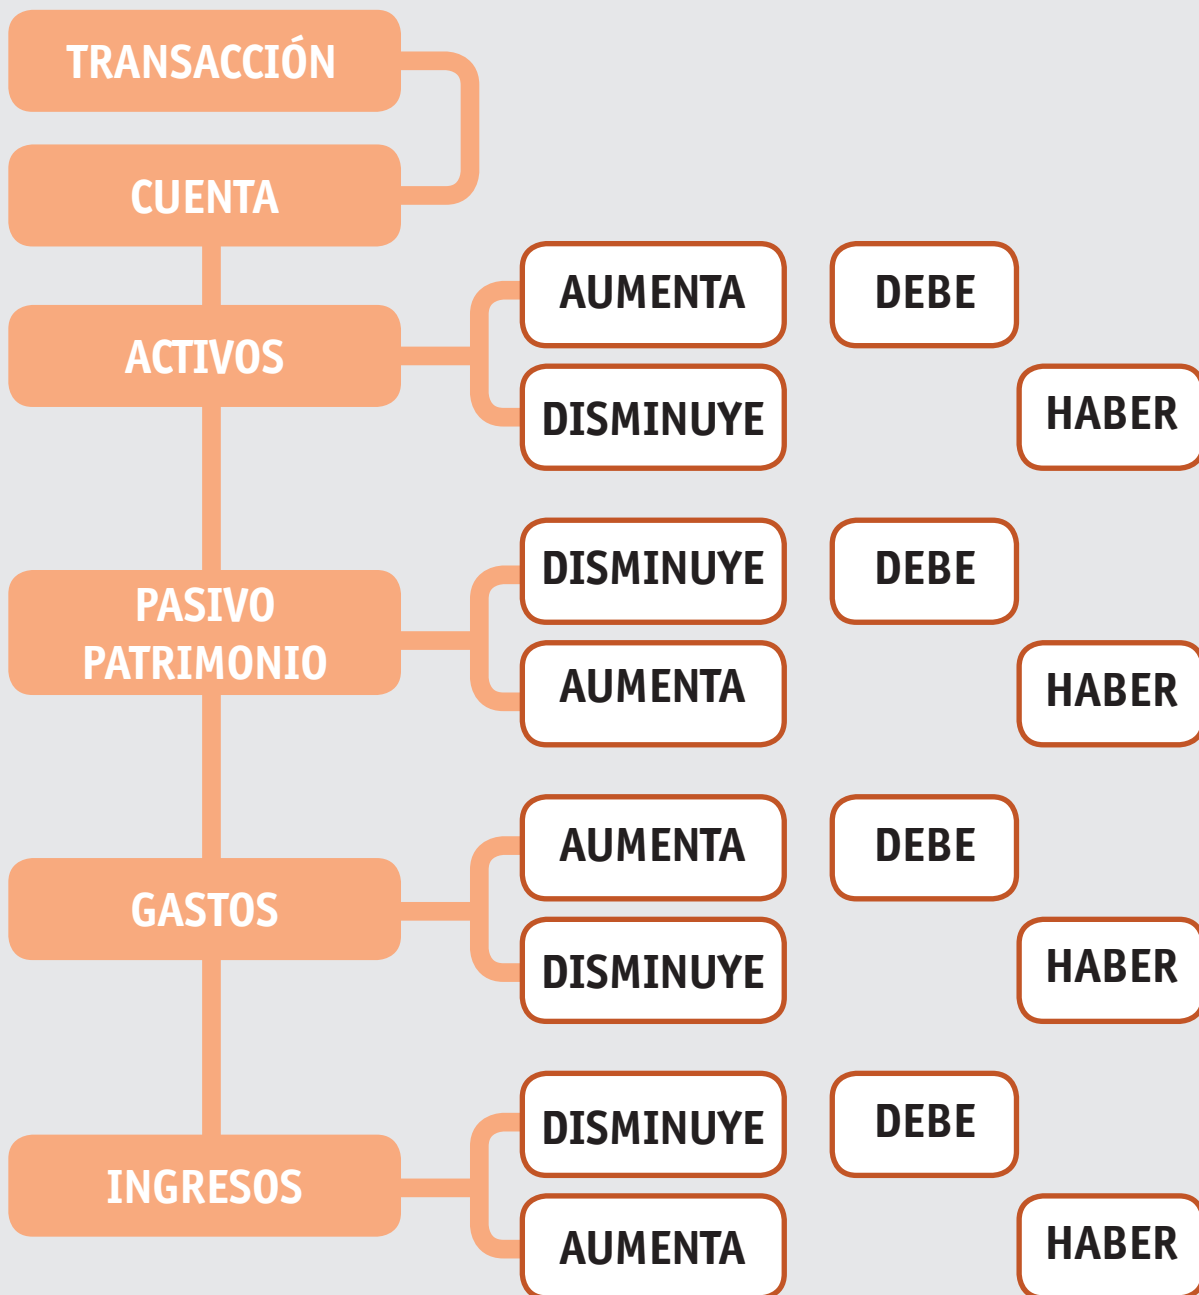 TRANSACCIÓN
CUENTA
ACTIVOS
AUMENTA
DEBE
DISMINUYE
HABER
PASIVO
PATRIMONIO
DISMINUYE
DEBE
AUMENTA
HABER
GASTOS
AUMENTA
DEBE
DISMINUYE
HABER
INGRESOS
DISMINUYE
DEBE
AUMENTA
HABER